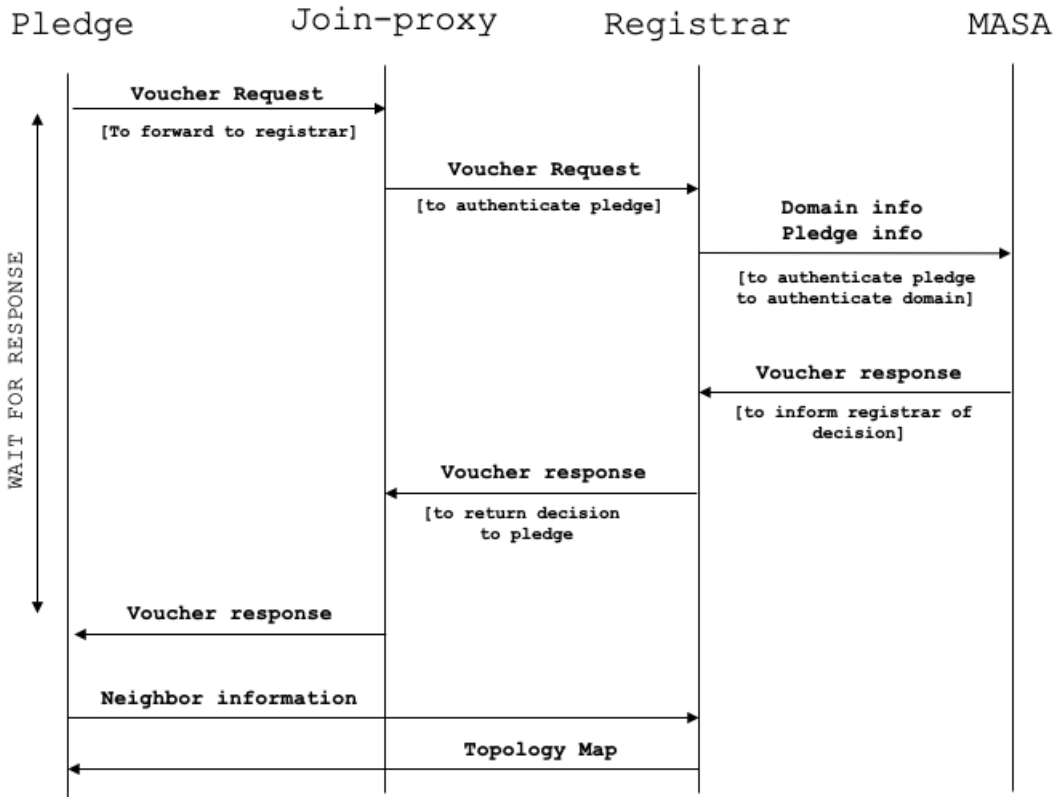 Pledge
Join-proxy
Registrar
MASA
Voucher Request
[To forward to registrar]
Voucher Request
[to authenticate pledge]
Domain info
Pledge info
[to authenticate pledge
to authenticate domain]
WAIT FOR RESPONSE
Voucher response
[to inform registrar of
decision]
Voucher response
[to return decision
to pledge
Voucher response
Neighbor information
Topology Map